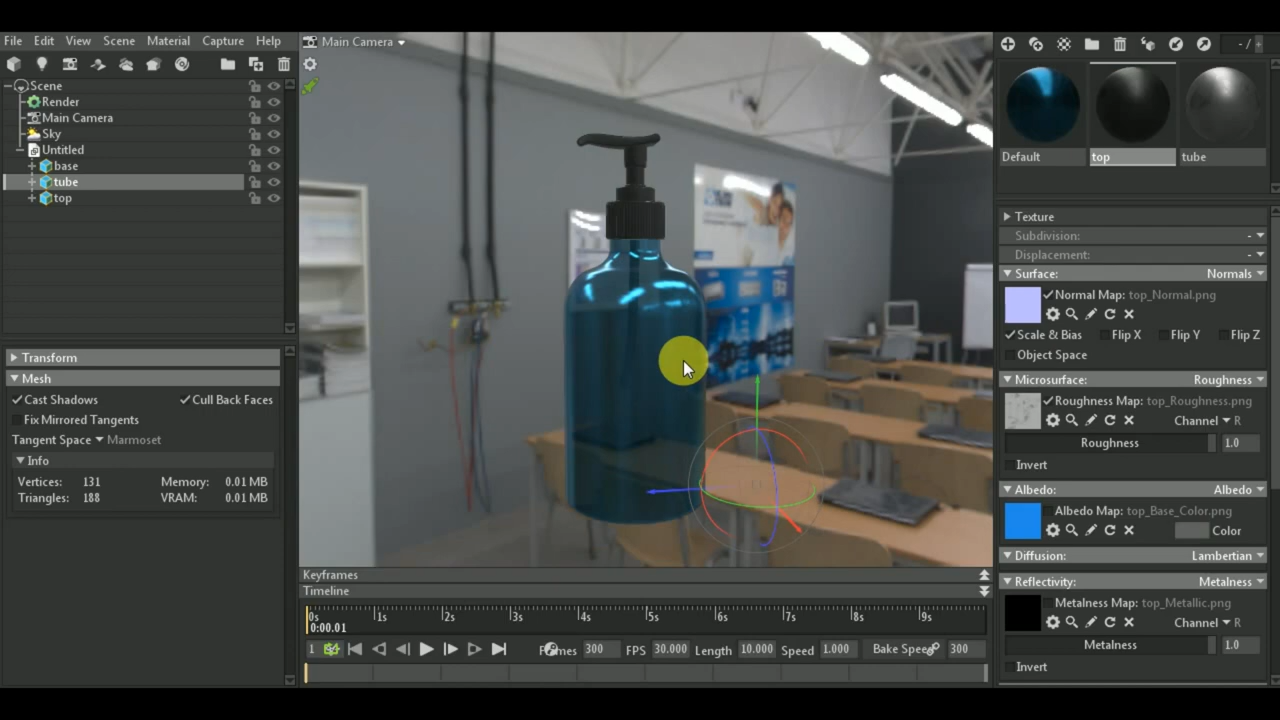 File Edit View Scene Material Capture Help
Main Camera
- /
Scene
Render
Main Camera
Sky
Untitled
base
tube
top
Default top tube
Transform
Mesh
Cast Shadows Cull Back Faces
Fix Mirrored Tangents
Tangent Space Marmoset
Info
Vertices: 131 Memory: 0.01 MB
Triangles: 188 VRAM: 0.01 MB
Texture
Subdivision: -
Displacement: -
Surface: Normals
Normal Map: top_Normal.png
Scale & Bias Flip X Flip Y Flip Z
Object Space
Microsurface: Roughness
Roughness Map: top_Roughness.png
Channel R
Roughness 1.0
Invert
Albedo: Albedo
Albedo Map: top_Base_Color.png
Color
Diffusion: Lambertian
Reflectivity: Metalness
Metalness Map: top_Metallic.png
Channel R
Metalness 1.0
Invert
Keyframes
Timeline
0s 1s 2s 3s 4s 5s 6s 7s 8s 9s
0:00.01
1 Frames 300 FPS 30.000 Length 10.000 Speed 1.000 Bake Speed 300